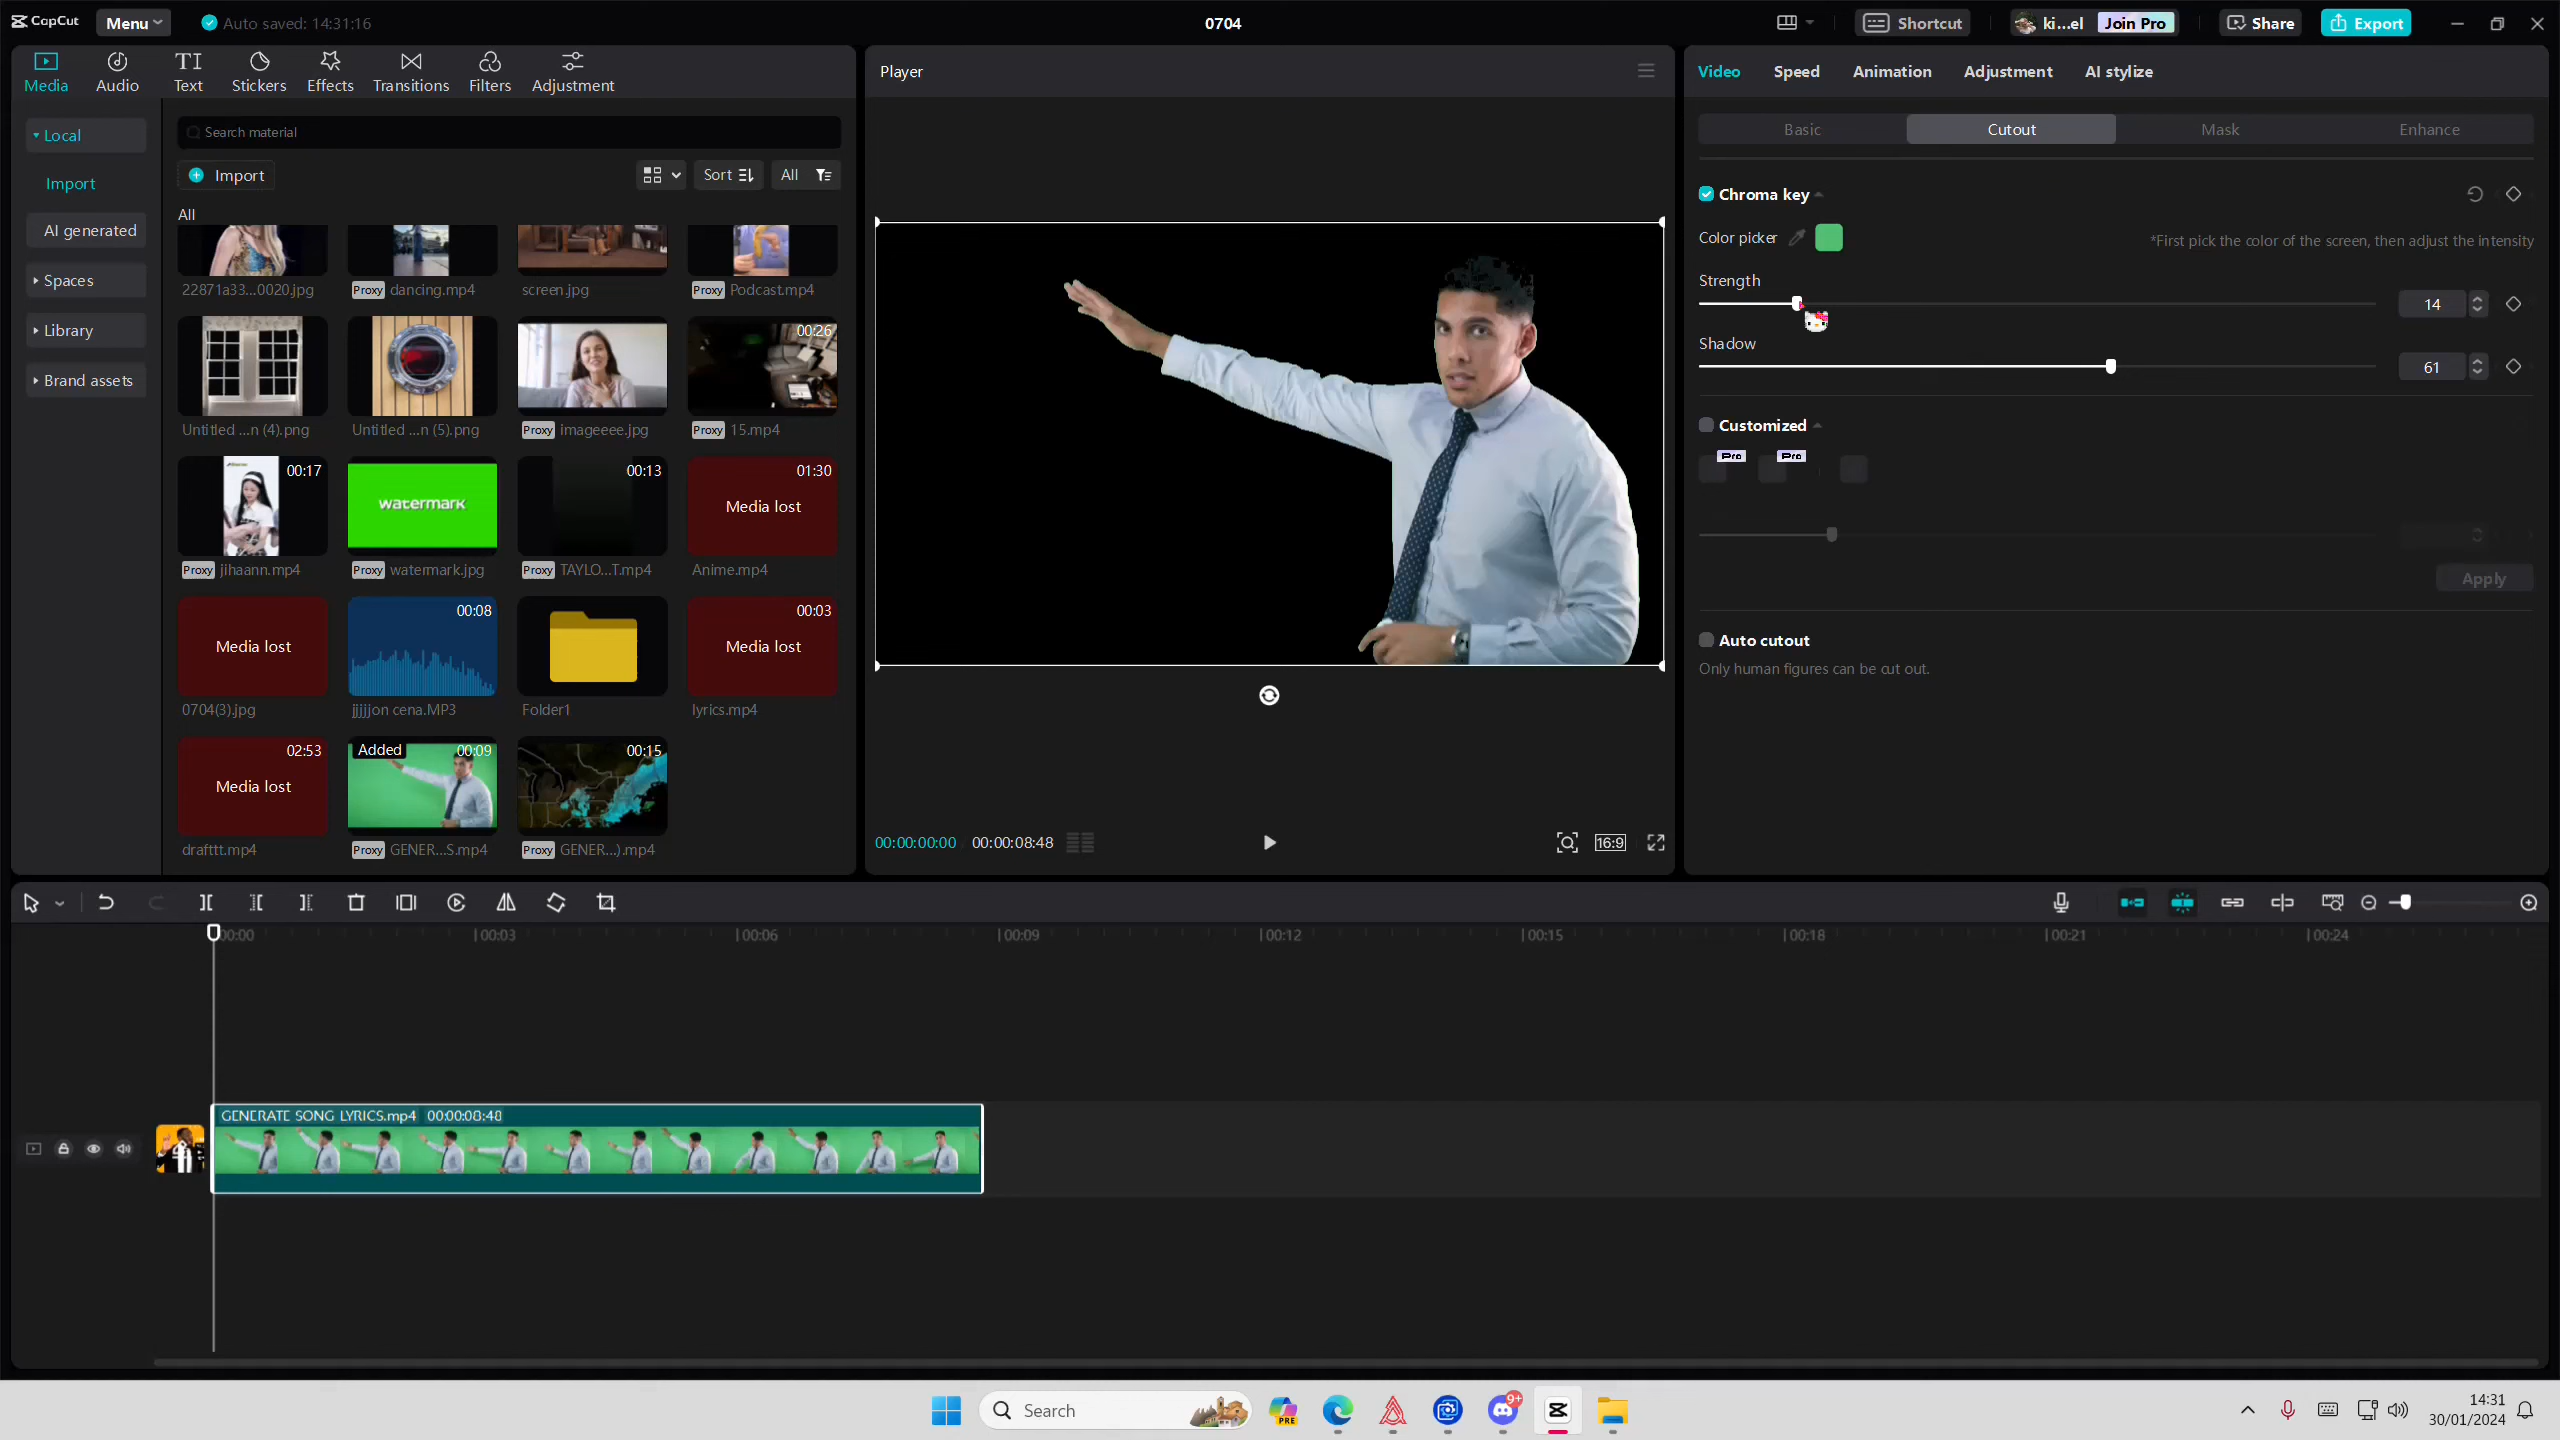 CapCut
Menu
Auto saved: 14:31:16
0704
Shortcut
ki...el
Join Pro
Share
Export
Media
Audio
TI
Text
Stickers
Effects
Transitions
Filters
Adjustment
Local
Import
AI generated
Spaces
Library
Brand assets
Search material
Import
Sort
All
All
22871a33...0020.jpg
Proxy dancing.mp4
screen.jpg
Proxy Podcast.mp4
00:26
Untitled ...n (4).png
Untitled ...n (5).png
Proxy imageeee.jpg
Proxy 15.mp4
00:17
watermark
00:13
01:30
Media lost
Proxy jihaann.mp4
Proxy watermark.jpg
Proxy TAYLO...T.mp4
Anime.mp4
Media lost
00:08
00:03
Media lost
0704(3).jpg
jjjjjon cena.MP3
Folder1
lyrics.mp4
02:53
Media lost
Added
00:09
00:15
drafttt.mp4
Proxy GENER...S.mp4
Proxy GENER...).mp4
Player
00:00:00:00
00:00:08:48
16:9
Video
Speed
Animation
Adjustment
AI stylize
Basic
Cutout
Mask
Enhance
Chroma key
Color picker
*First pick the color of the screen, then adjust the intensity
Strength
14
Shadow
61
Customized
Pro
Pro
Apply
Auto cutout
Only human figures can be cut out.
00:00
00:03
00:06
00:09
00:12
00:15
00:18
00:21
00:24
GENERATE SONG LYRICS.mp4 00:00:08:48
Search
PRE
9+
14:31
30/01/2024